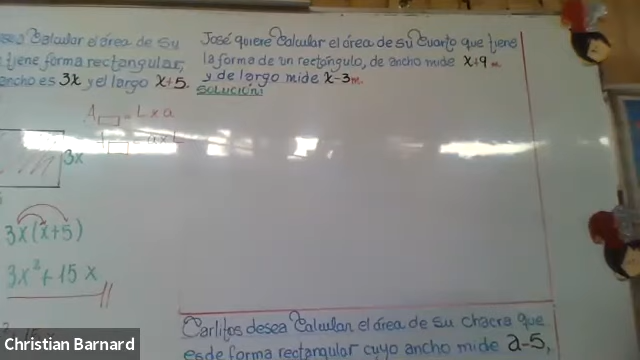 desea Calcular el área de su
tiene forma rectangular,
ancho es 3x y el largo x+5.
A▭ = L x a
▭ = a x L
3x
3x(x+5)
3x² + 15x
José quiere Calcular el área de su Cuarto que tiene
la forma de un rectángulo, de ancho mide x+9 m
y de largo mide x-3 m.
SOLUCIÓN:
Carlitos desea Calcular el área de su chacra que
es de forma rectangular cuyo ancho mide a-5,
Christian Barnard